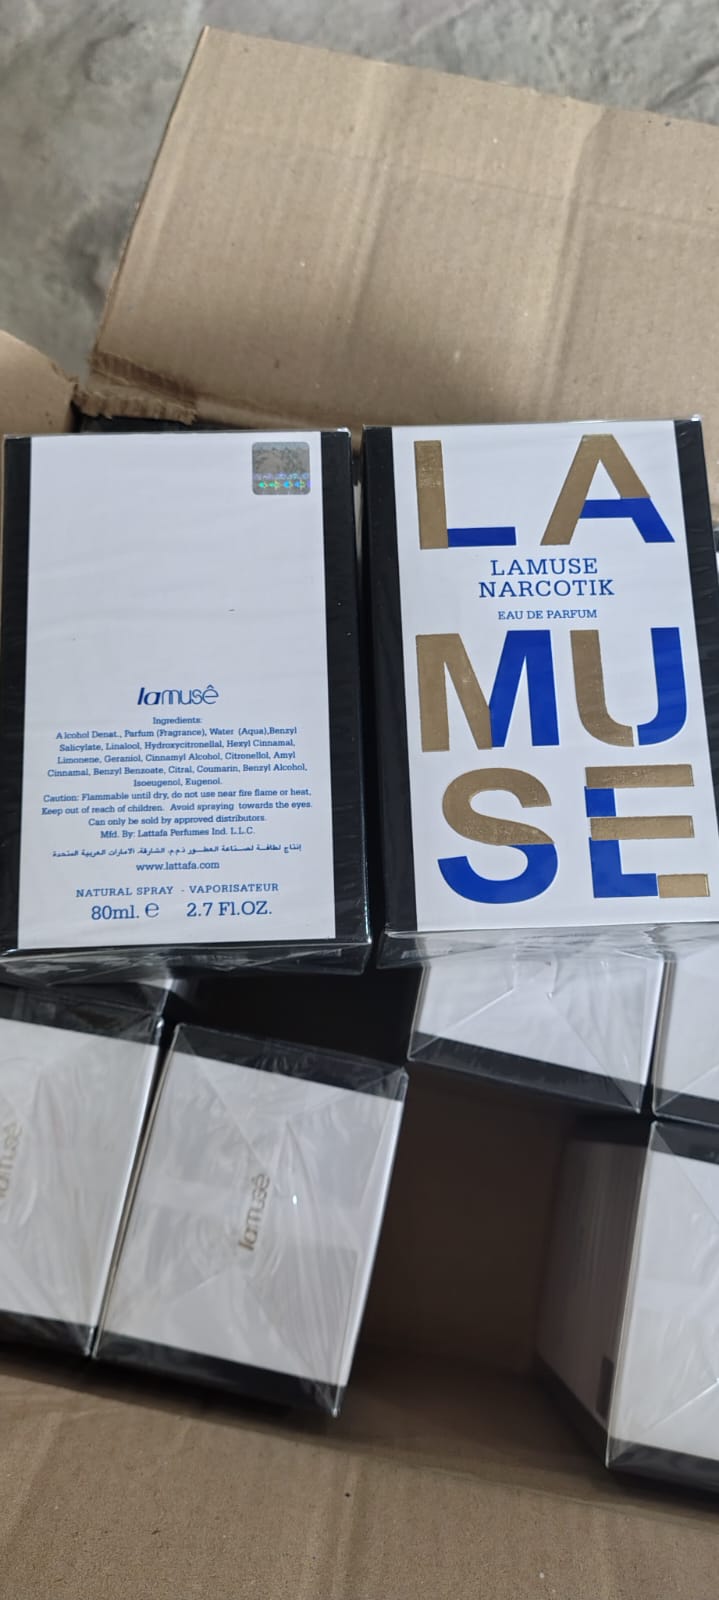 lamusê
Ingredients:
Alcohol Denat., Parfum (Fragrance), Water (Aqua),Benzyl
Salicylate, Linalool, Hydroxycitronellal, Hexyl Cinnamal,
Limonene, Geraniol, Cinnamyl Alcohol, Citronellol, Amyl
Cinnamal, Benzyl Benzoate, Citral, Coumarin, Benzyl Alcohol,
Isoeugenol, Eugenol.
Caution: Flammable until dry, do not use near fire flame or heat,
Keep out of reach of children. Avoid spraying towards the eyes.
Can only be sold by approved distributors.
Mfd. By: Lattafa Perfumes Ind. L.L.C.
إنتاج لطافة لصناعة العطور ذ.م.م، الشارقة، الامارات العربية المتحدة
www.lattafa.com
NATURAL SPRAY - VAPORISATEUR
80ml. e 2.7 Fl.OZ.
LA
LAMUSE
NARCOTIK
EAU DE PARFUM
MU
SE
lamusê
lamusê